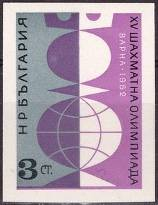 НР БЪЛГАРИЯ
XV ШАХМАТНА ОЛИМПИАДА
ВАРНА · 1962
3 СТ.